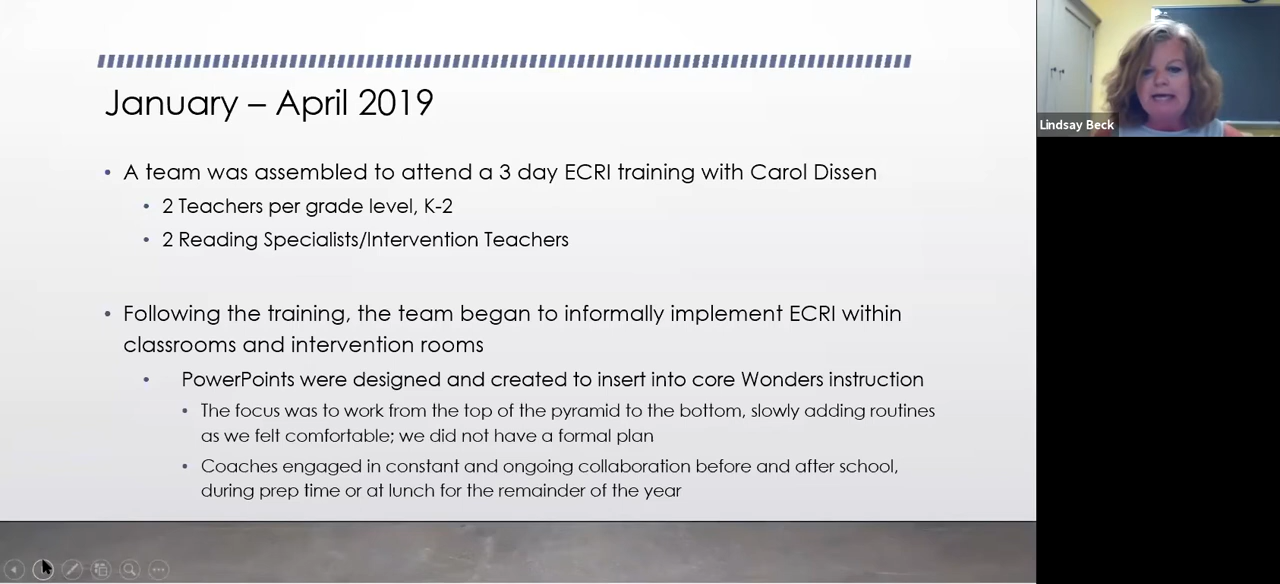 January – April 2019
• A team was assembled to attend a 3 day ECRI training with Carol Dissen
• 2 Teachers per grade level, K-2
• 2 Reading Specialists/Intervention Teachers
• Following the training, the team began to informally implement ECRI within
classrooms and intervention rooms
• PowerPoints were designed and created to insert into core Wonders instruction
• The focus was to work from the top of the pyramid to the bottom, slowly adding routines
as we felt comfortable; we did not have a formal plan
• Coaches engaged in constant and ongoing collaboration before and after school,
during prep time or at lunch for the remainder of the year
Lindsay Beck